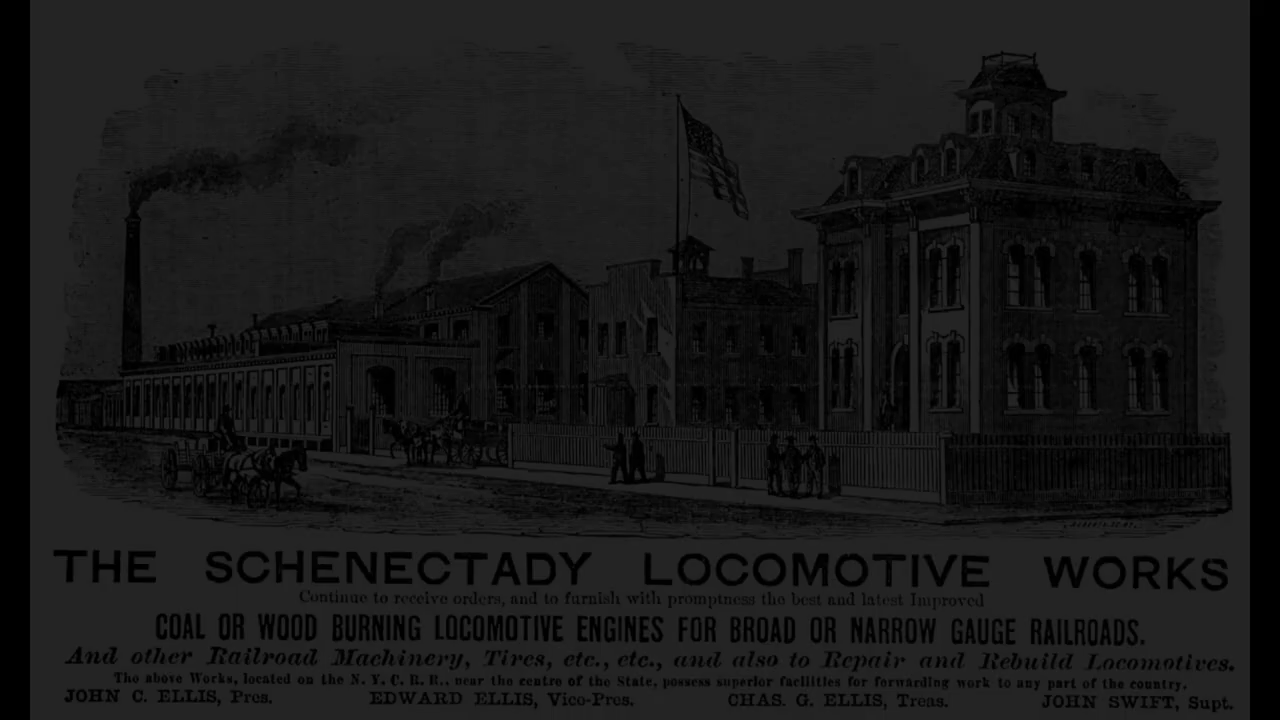 THE SCHENECTADY LOCOMOTIVE WORKS
Continue to receive orders, and to furnish with promptness the best and latest Improved
COAL OR WOOD BURNING LOCOMOTIVE ENGINES FOR BROAD OR NARROW GAUGE RAILROADS.
And other Railroad Machinery, Tires, etc., etc., and also to Repair and Rebuild Locomotives.
The above Works, located on the N. Y. C. R. R., near the centre of the State, possess superior facilities for forwarding work to any part of the country.
JOHN C. ELLIS, Pres. EDWARD ELLIS, Vice-Pres. CHAS. G. ELLIS, Treas. JOHN SWIFT, Supt.